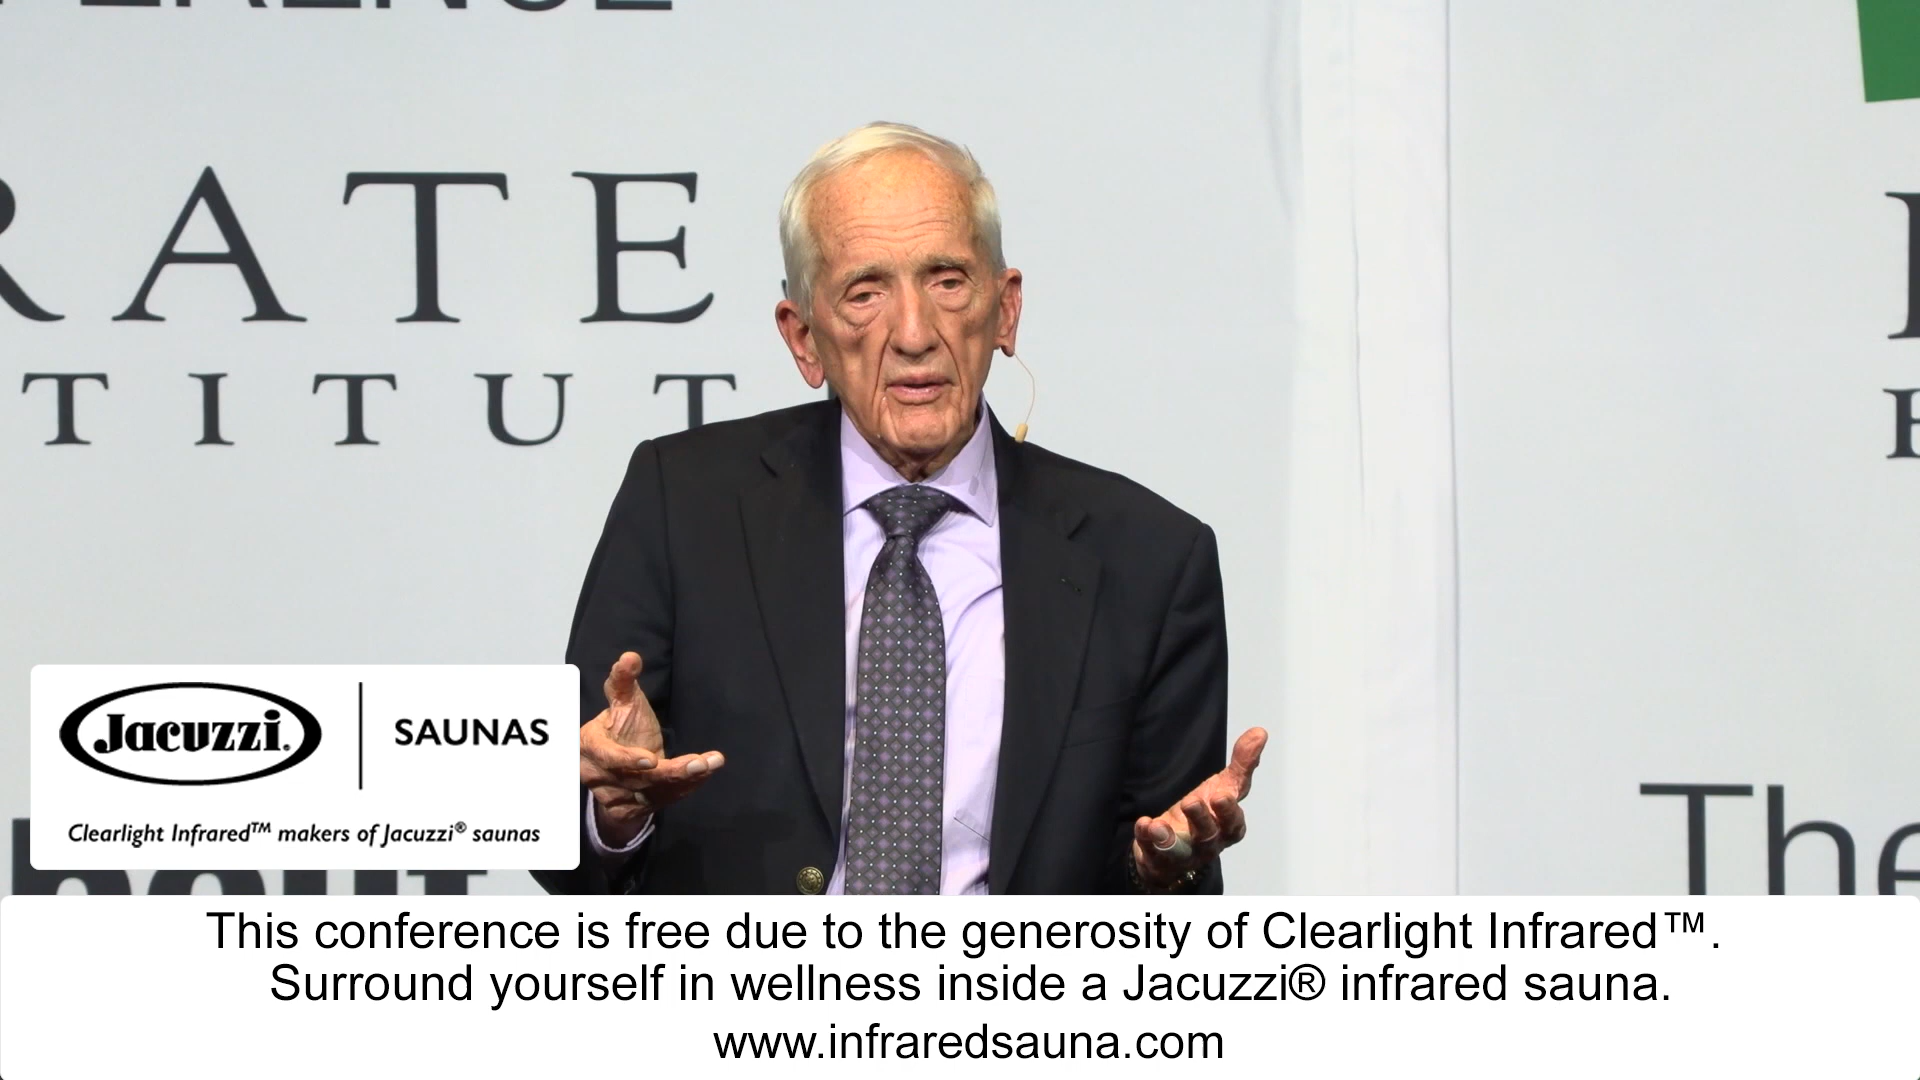 RATE
TITUT
The
Jacuzzi®
SAUNAS
Clearlight Infrared™ makers of Jacuzzi® saunas
This conference is free due to the generosity of Clearlight Infrared™.
Surround yourself in wellness inside a Jacuzzi® infrared sauna.
www.infraredsauna.com